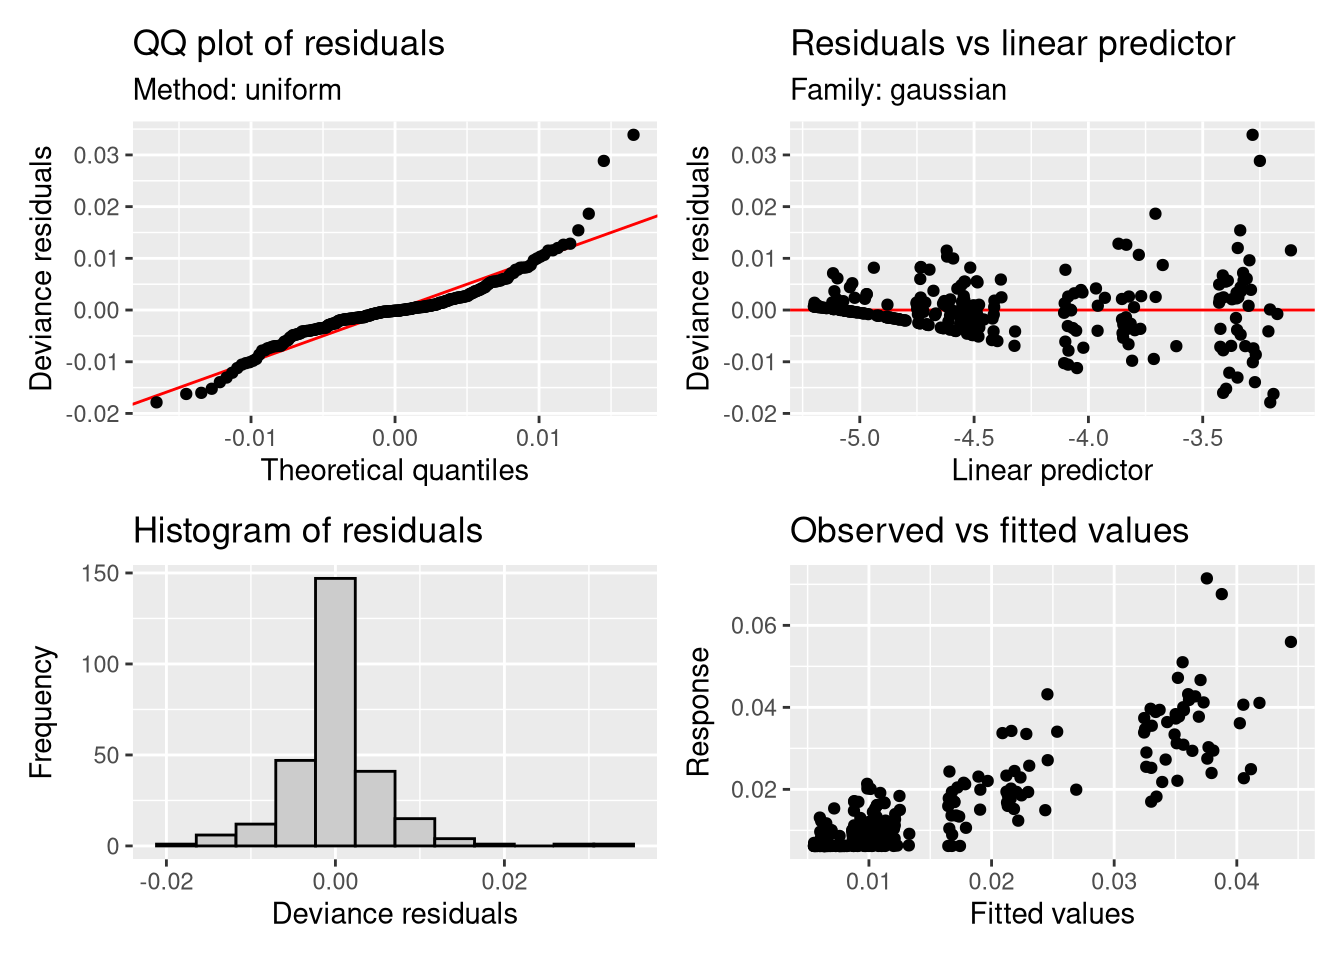 QQ plot of residuals
Method: uniform
Deviance residuals
0.03
0.02
0.01
0.00
-0.01
-0.02
-0.01
0.00
0.01
Theoretical quantiles
Residuals vs linear predictor
Family: gaussian
Deviance residuals
0.03
0.02
0.01
0.00
-0.01
-0.02
-5.0
-4.5
-4.0
-3.5
Linear predictor
Histogram of residuals
Frequency
150
100
50
0
-0.02
0.00
0.02
Deviance residuals
Observed vs fitted values
Response
0.06
0.04
0.02
0.01
0.02
0.03
0.04
Fitted values